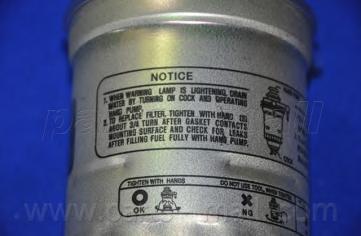 NOTICE
1. WHEN WARNING LAMP IS LIGHTENING, DRAIN
WATER BY TURNING ON COCK AND OPERATING
HAND PUMP.
2. TO REPLACE FILTER, TIGHTEN WITH HAND
ABOUT 3/4 TURN AFTER GASKET CONTACTS
MOUNTING SURFACE AND CHECK FOR LEAKS
AFTER FILLING FUEL FULLY WITH HAND PUMP.
COCK
TIGHTEN WITH HANDS
DO NOT USE TOOL WHEN
OK
NG